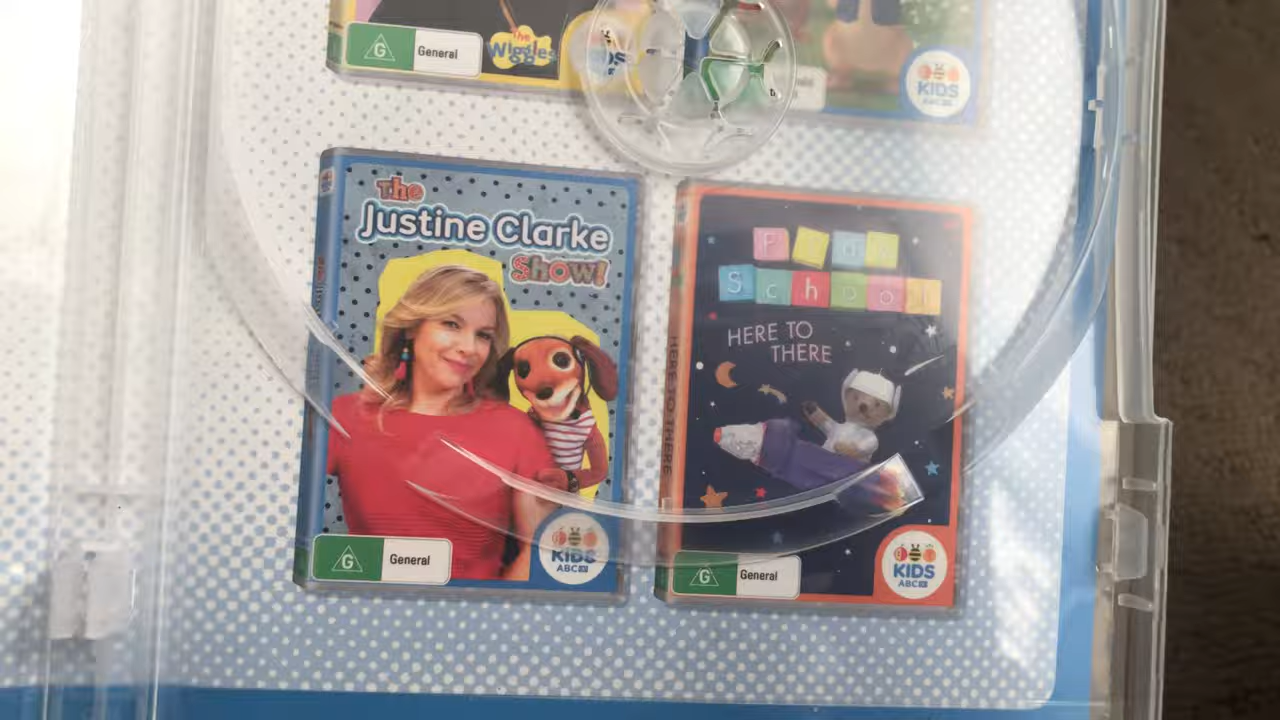 G General
The
Wiggles
KIDS
ABC
The
Justine Clarke
Show!
G General
KIDS
ABC
Play
School
HERE TO
THERE
HERE TO THERE
G General
KIDS
ABC